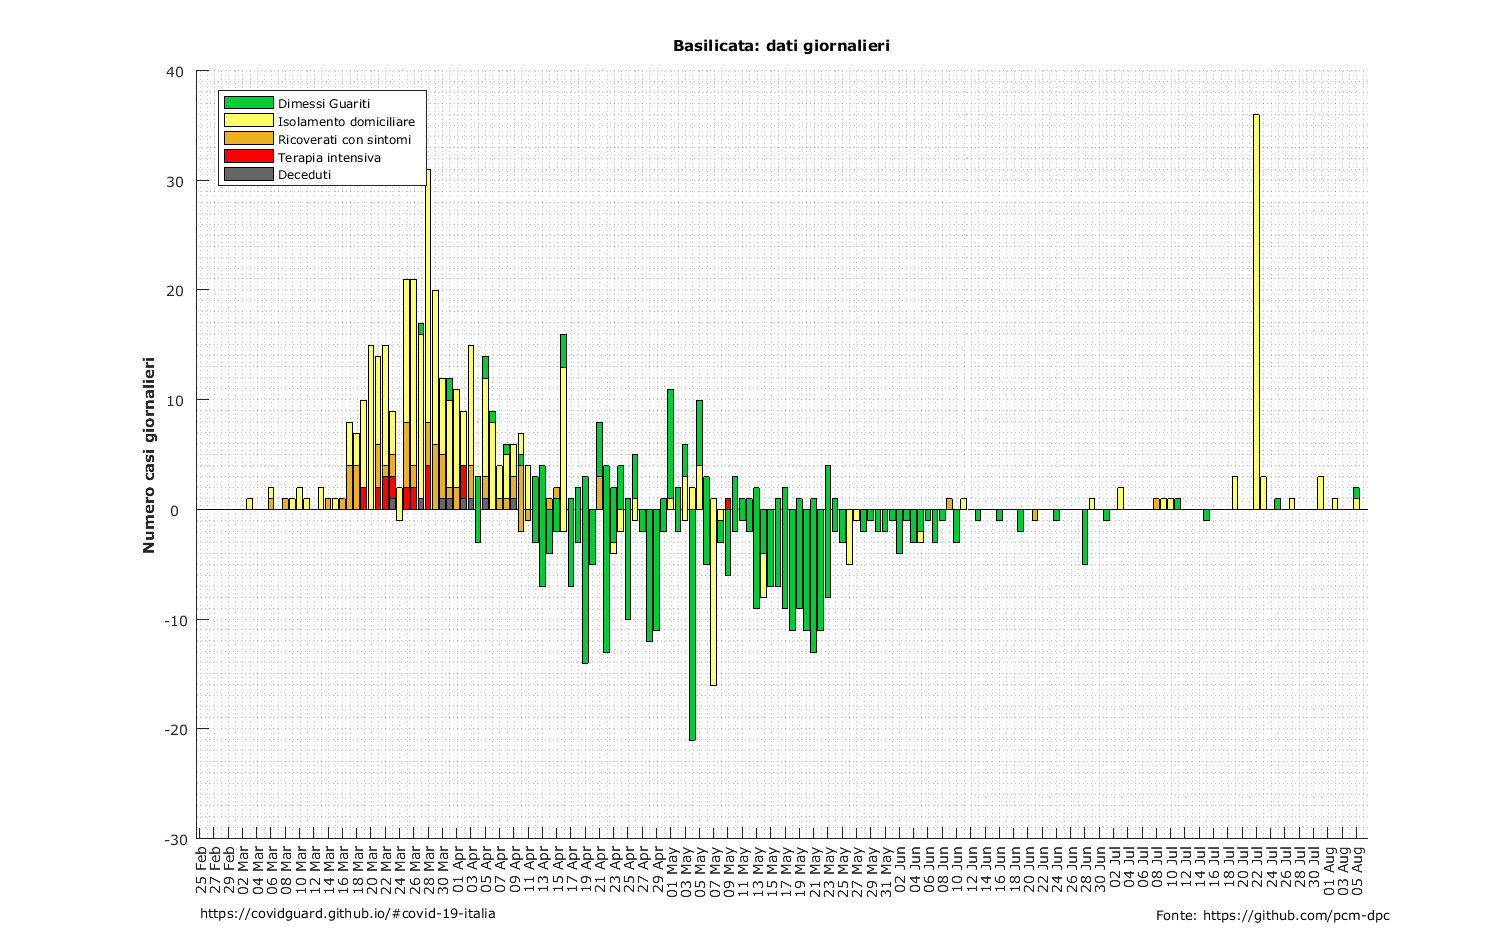 Basilicata: dati giornalieri
Dimessi Guariti
Isolamento domiciliare
Ricoverati con sintomi
Terapia intensiva
Deceduti
Numero casi giornalieri
40
30
20
10
0
-10
-20
-30
25 Feb
27 Feb
29 Feb
02 Mar
04 Mar
06 Mar
08 Mar
10 Mar
12 Mar
14 Mar
16 Mar
18 Mar
20 Mar
22 Mar
24 Mar
26 Mar
28 Mar
30 Mar
01 Apr
03 Apr
05 Apr
07 Apr
09 Apr
11 Apr
13 Apr
15 Apr
17 Apr
19 Apr
21 Apr
23 Apr
25 Apr
27 Apr
29 Apr
01 May
03 May
05 May
07 May
09 May
11 May
13 May
15 May
17 May
19 May
21 May
23 May
25 May
27 May
29 May
31 May
02 Jun
04 Jun
06 Jun
08 Jun
10 Jun
12 Jun
14 Jun
16 Jun
18 Jun
20 Jun
22 Jun
24 Jun
26 Jun
28 Jun
30 Jun
02 Jul
04 Jul
06 Jul
08 Jul
10 Jul
12 Jul
14 Jul
16 Jul
18 Jul
20 Jul
22 Jul
24 Jul
26 Jul
28 Jul
30 Jul
01 Aug
03 Aug
05 Aug
https://covidguard.github.io/#covid-19-italia
Fonte: https://github.com/pcm-dpc